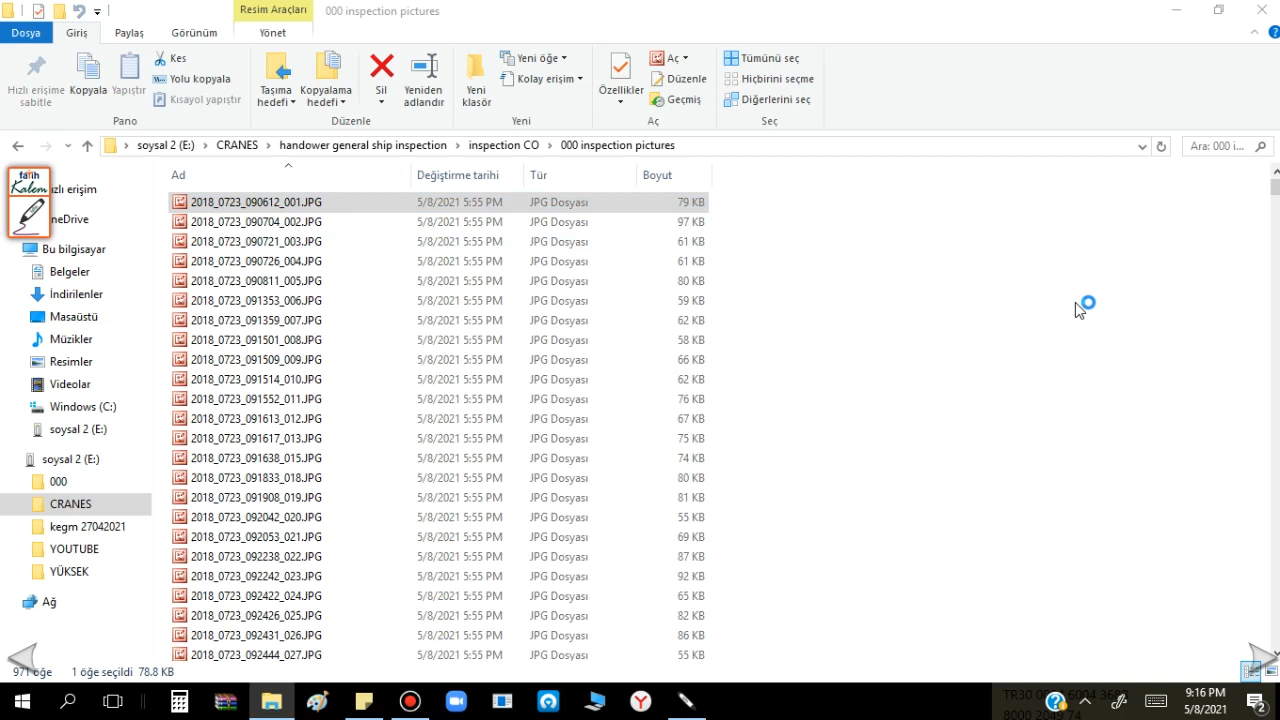 Resim Araçları
000 inspection pictures
Dosya
Giriş
Paylaş
Görünüm
Yönet
Hızlı erişime sabitle
Kopyala
Yapıştır
Kes
Yolu kopyala
Kısayol yapıştır
Pano
Taşıma hedefi
Kopyalama hedefi
Sil
Yeniden adlandır
Düzenle
Yeni klasör
Yeni öğe
Kolay erişim
Yeni
Özellikler
Aç
Düzenle
Geçmiş
Aç
Tümünü seç
Hiçbirini seçme
Diğerlerini seç
Seç
soysal 2 (E:) > CRANES > handower general ship inspection > inspection CO > 000 inspection pictures
Ara: 000 i...
Ad Değiştirme tarihi Tür Boyut
fatih
Kalem
ızlı erişim
neDrive
Bu bilgisayar
Belgeler
İndirilenler
Masaüstü
Müzikler
Resimler
Videolar
Windows (C:)
soysal 2 (E:)
soysal 2 (E:)
000
CRANES
kegm 27042021
YOUTUBE
YÜKSEK
Ağ
2018_0723_090612_001.JPG 5/8/2021 5:55 PM JPG Dosyası 79 KB
2018_0723_090704_002.JPG 5/8/2021 5:55 PM JPG Dosyası 97 KB
2018_0723_090721_003.JPG 5/8/2021 5:55 PM JPG Dosyası 61 KB
2018_0723_090726_004.JPG 5/8/2021 5:55 PM JPG Dosyası 61 KB
2018_0723_090811_005.JPG 5/8/2021 5:55 PM JPG Dosyası 80 KB
2018_0723_091353_006.JPG 5/8/2021 5:55 PM JPG Dosyası 59 KB
2018_0723_091359_007.JPG 5/8/2021 5:55 PM JPG Dosyası 62 KB
2018_0723_091501_008.JPG 5/8/2021 5:55 PM JPG Dosyası 58 KB
2018_0723_091509_009.JPG 5/8/2021 5:55 PM JPG Dosyası 66 KB
2018_0723_091514_010.JPG 5/8/2021 5:55 PM JPG Dosyası 62 KB
2018_0723_091552_011.JPG 5/8/2021 5:55 PM JPG Dosyası 76 KB
2018_0723_091613_012.JPG 5/8/2021 5:55 PM JPG Dosyası 67 KB
2018_0723_091617_013.JPG 5/8/2021 5:55 PM JPG Dosyası 75 KB
2018_0723_091638_015.JPG 5/8/2021 5:55 PM JPG Dosyası 74 KB
2018_0723_091833_018.JPG 5/8/2021 5:55 PM JPG Dosyası 80 KB
2018_0723_091908_019.JPG 5/8/2021 5:55 PM JPG Dosyası 81 KB
2018_0723_092042_020.JPG 5/8/2021 5:55 PM JPG Dosyası 55 KB
2018_0723_092053_021.JPG 5/8/2021 5:55 PM JPG Dosyası 69 KB
2018_0723_092238_022.JPG 5/8/2021 5:55 PM JPG Dosyası 87 KB
2018_0723_092242_023.JPG 5/8/2021 5:55 PM JPG Dosyası 92 KB
2018_0723_092422_024.JPG 5/8/2021 5:55 PM JPG Dosyası 65 KB
2018_0723_092426_025.JPG 5/8/2021 5:55 PM JPG Dosyası 82 KB
2018_0723_092431_026.JPG 5/8/2021 5:55 PM JPG Dosyası 86 KB
2018_0723_092444_027.JPG 5/8/2021 5:55 PM JPG Dosyası 55 KB
971 öğe 1 öğe seçildi 78.8 KB
9:16 PM
5/8/2021
2